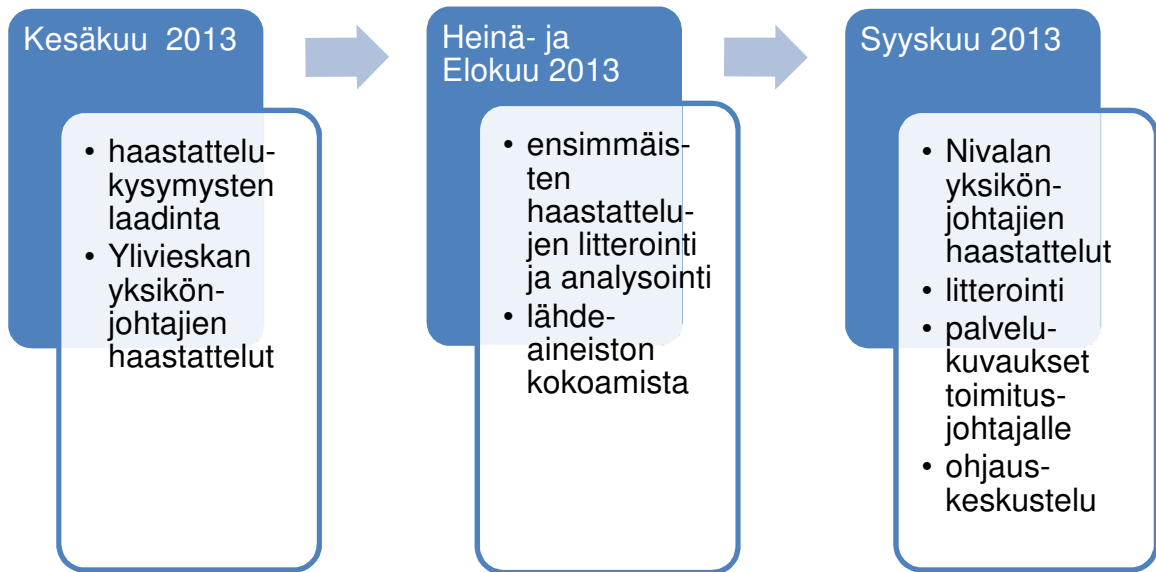 Kesäkuu 2013
• haastattelu-
kysymysten
laadinta
• Ylivieskan
yksikön-
johtajien
haastattelut
Heinä- ja
Elokuu 2013
• ensimmäis-
ten
haastattelu-
jen litterointi
ja analysointi
• lähde-
aineiston
kokoamista
Syyskuu 2013
• Nivalan
yksikön-
johtajien
haastattelut
• litterointi
• palvelu-
kuvaukset
toimitus-
johtajalle
• ohjaus-
keskustelu